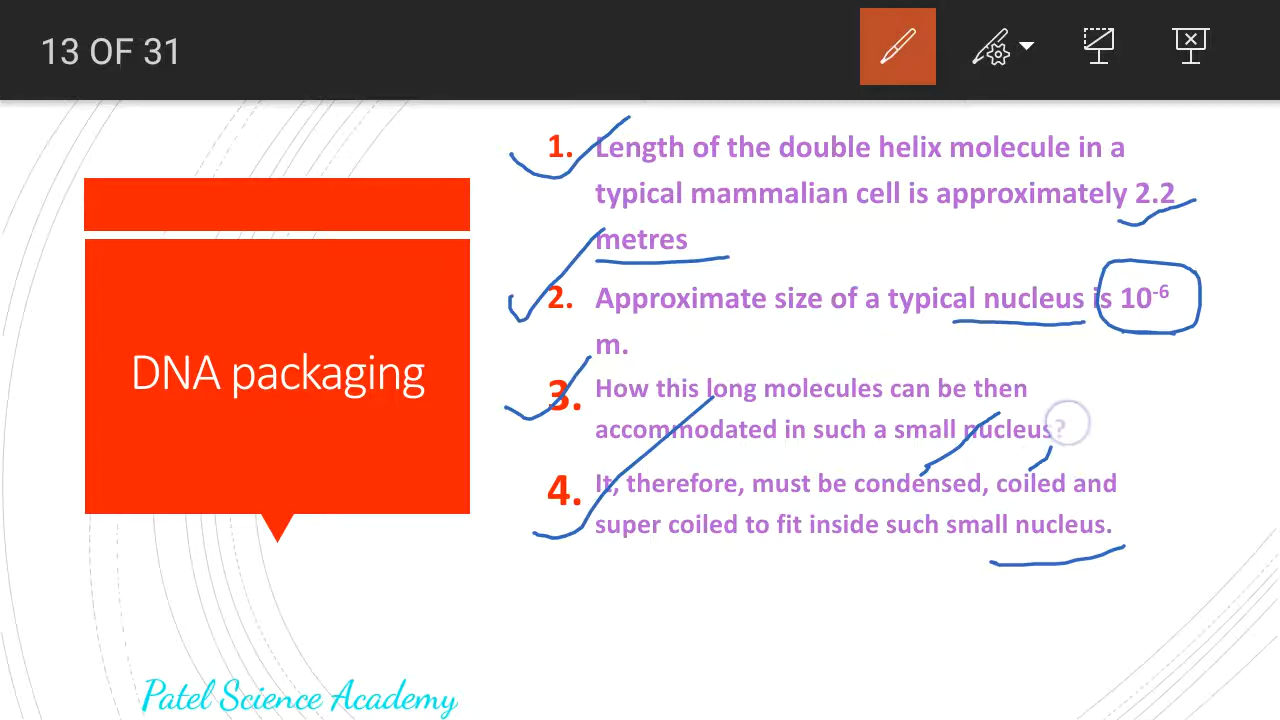 13 OF 31
1. Length of the double helix molecule in a
typical mammalian cell is approximately 2.2
metres
2. Approximate size of a typical nucleus is 10⁻⁶
m.
3. How this long molecules can be then
accommodated in such a small nucleus?
4. It, therefore, must be condensed, coiled and
super coiled to fit inside such small nucleus.
DNA packaging
Patel Science Academy